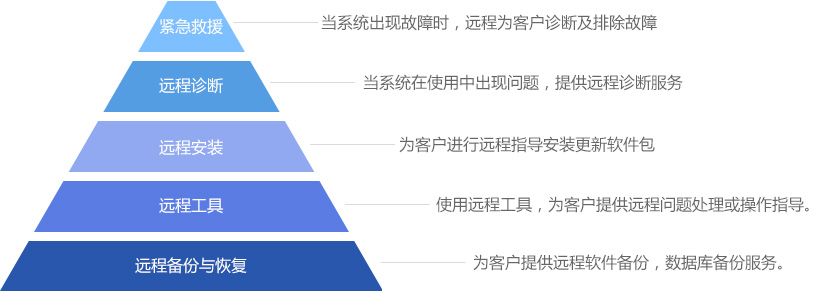 紧急救援
当系统出现故障时，远程为客户诊断及排除故障
远程诊断
当系统在使用中出现问题，提供远程诊断服务
远程安装
为客户进行远程指导安装更新软件包
远程工具
使用远程工具，为客户提供远程问题处理或操作指导。
远程备份与恢复
为客户提供远程软件备份，数据库备份服务。